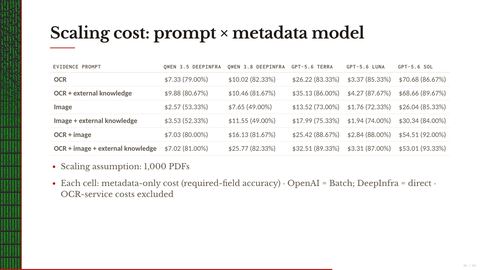 Scaling cost: prompt × metadata model
EVIDENCE PROMPT QWEN 3.5 DEEPINFRA QWEN 3.8 DEEPINFRA GPT-5.6 TERRA GPT-5.6 LUNA GPT-5.6 SOL
OCR $7.33 (79.00%) $10.02 (82.33%) $26.22 (83.33%) $3.37 (85.33%) $70.68 (86.67%)
OCR + external knowledge $9.88 (80.67%) $10.46 (81.67%) $35.13 (86.00%) $4.27 (87.67%) $68.66 (89.67%)
Image $2.57 (53.33%) $7.65 (49.00%) $13.52 (73.00%) $1.76 (72.33%) $26.04 (85.33%)
Image + external knowledge $3.53 (52.33%) $11.55 (49.00%) $17.99 (75.33%) $1.94 (74.00%) $30.34 (84.00%)
OCR + image $7.03 (80.00%) $16.13 (81.67%) $25.42 (88.67%) $2.84 (88.00%) $54.51 (92.00%)
OCR + image + external knowledge $7.02 (81.00%) $25.77 (82.33%) $32.51 (89.33%) $3.31 (87.00%) $53.01 (93.33%)
• Scaling assumption: 1,000 PDFs
• Each cell: metadata-only cost (required-field accuracy) · OpenAI = Batch; DeepInfra = direct ·
OCR-service costs excluded